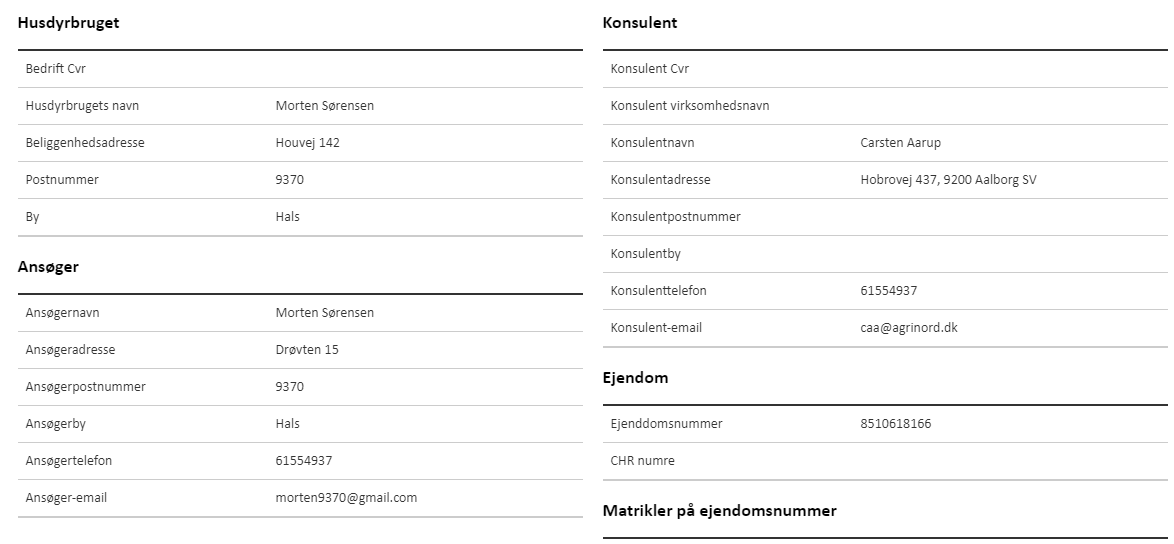 Husdyrbruget
Bedrift Cvr
Husdyrbrugets navn Morten Sørensen
Beliggenhedsadresse Houvej 142
Postnummer 9370
By Hals
Ansøger
Ansøgernavn Morten Sørensen
Ansøgeradresse Drøvten 15
Ansøgerpostnummer 9370
Ansøgerby Hals
Ansøgertelefon 61554937
Ansøger-email morten9370@gmail.com
Konsulent
Konsulent Cvr
Konsulent virksomhedsnavn
Konsulentnavn Carsten Aarup
Konsulentadresse Hobrovej 437, 9200 Aalborg SV
Konsulentpostnummer
Konsulentby
Konsulenttelefon 61554937
Konsulent-email caa@agrinord.dk
Ejendom
Ejenddomsnummer 8510618166
CHR numre
Matrikler på ejendomsnummer